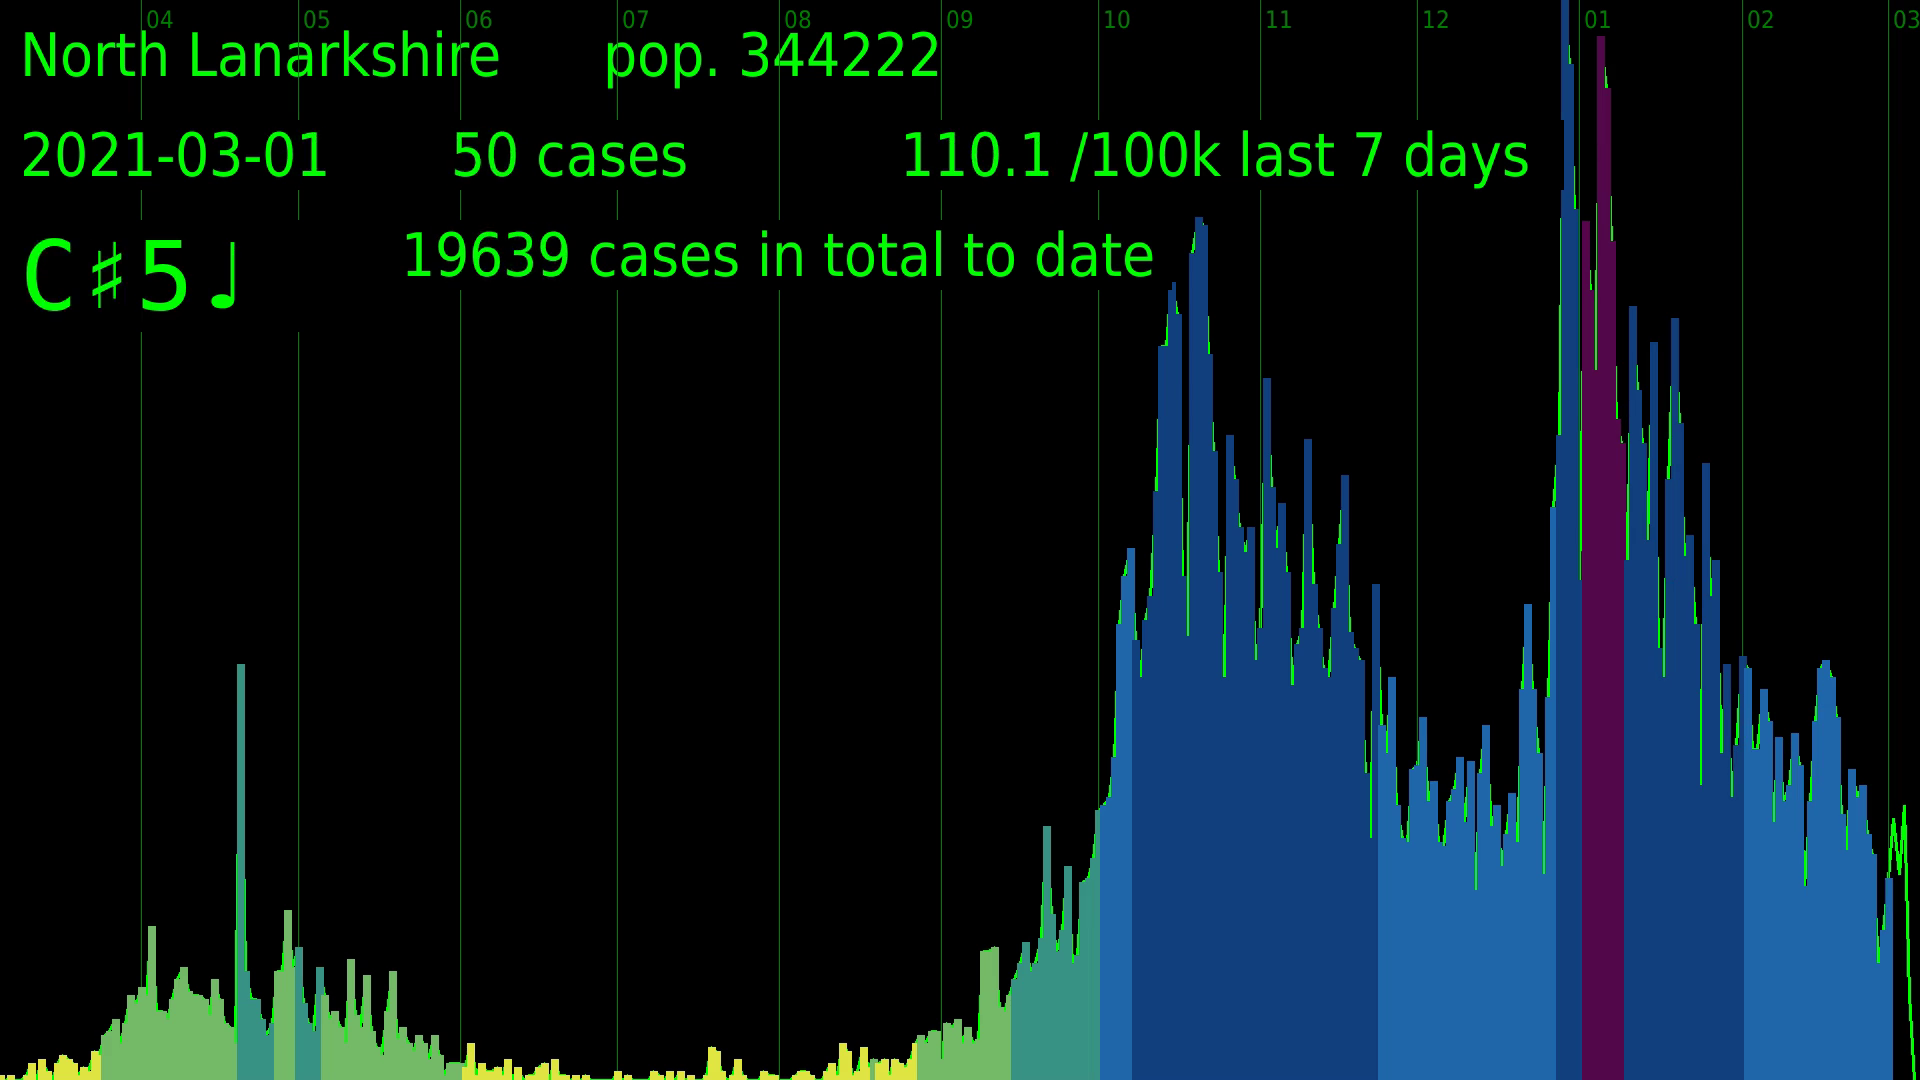 04 05 06 07 08 09 10 11 12 01 02 03
North Lanarkshire pop. 344222
2021-03-01 50 cases 110.1 /100k last 7 days
C♯5♩ 19639 cases in total to date